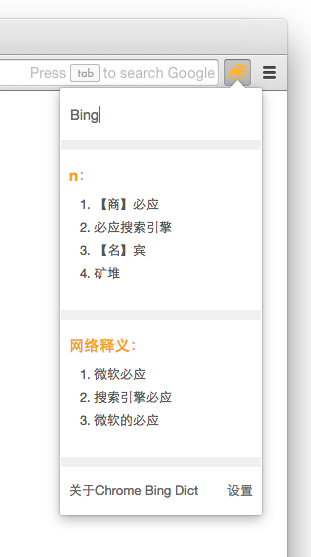 Press tab to search Google
Bing
n:
1. 【商】必应
2. 必应搜索引擎
3. 【名】宾
4. 矿堆
网络释义:
1. 微软必应
2. 搜索引擎必应
3. 微软的必应
关于Chrome Bing Dict 设置